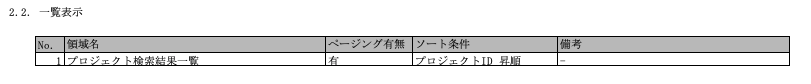 2.2. 一覧表示
No. 領域名 ページング有無 ソート条件 備考
1 プロジェクト検索結果一覧 有 プロジェクトID 昇順 -